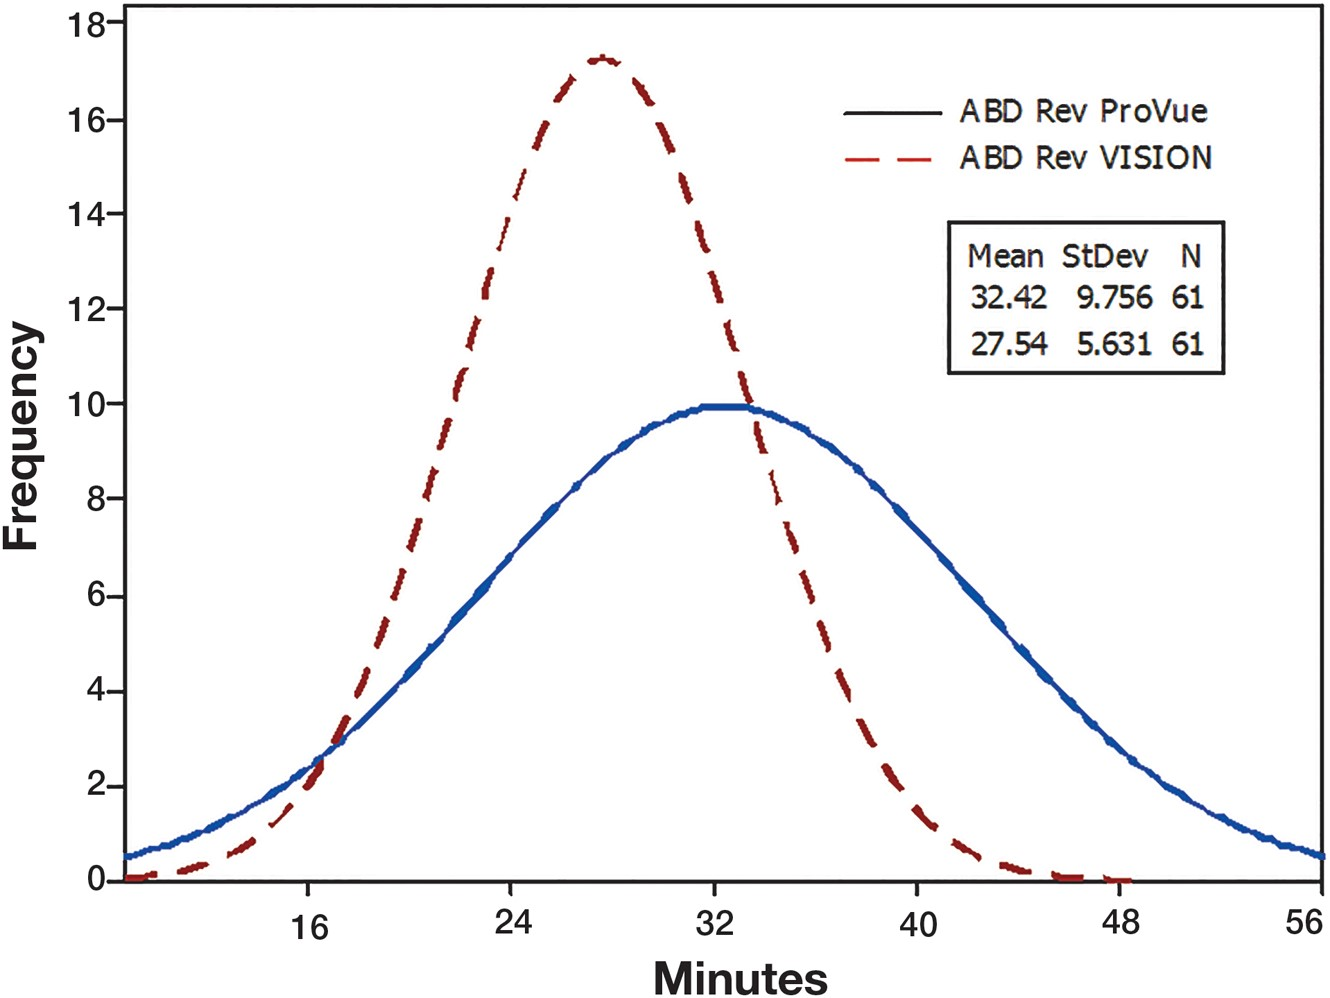 18
16
14
12
10
8
6
4
2
0
Frequency
ABD Rev ProVue
ABD Rev VISION
Mean StDev N
32.42 9.756 61
27.54 5.631 61
16 24 32 40 48 56
Minutes